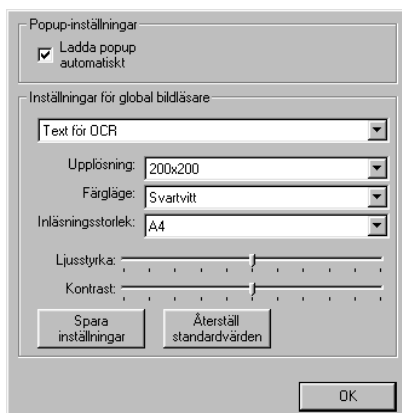 Popup-inställningar
Ladda popup
automatiskt
Inställningar för global bildläsare
Text för OCR
Upplösning: 200x200
Färgläge: Svartvitt
Inläsningsstorlek: A4
Ljusstyrka:
Kontrast:
Spara
inställningar
Återställ
standardvärden
OK